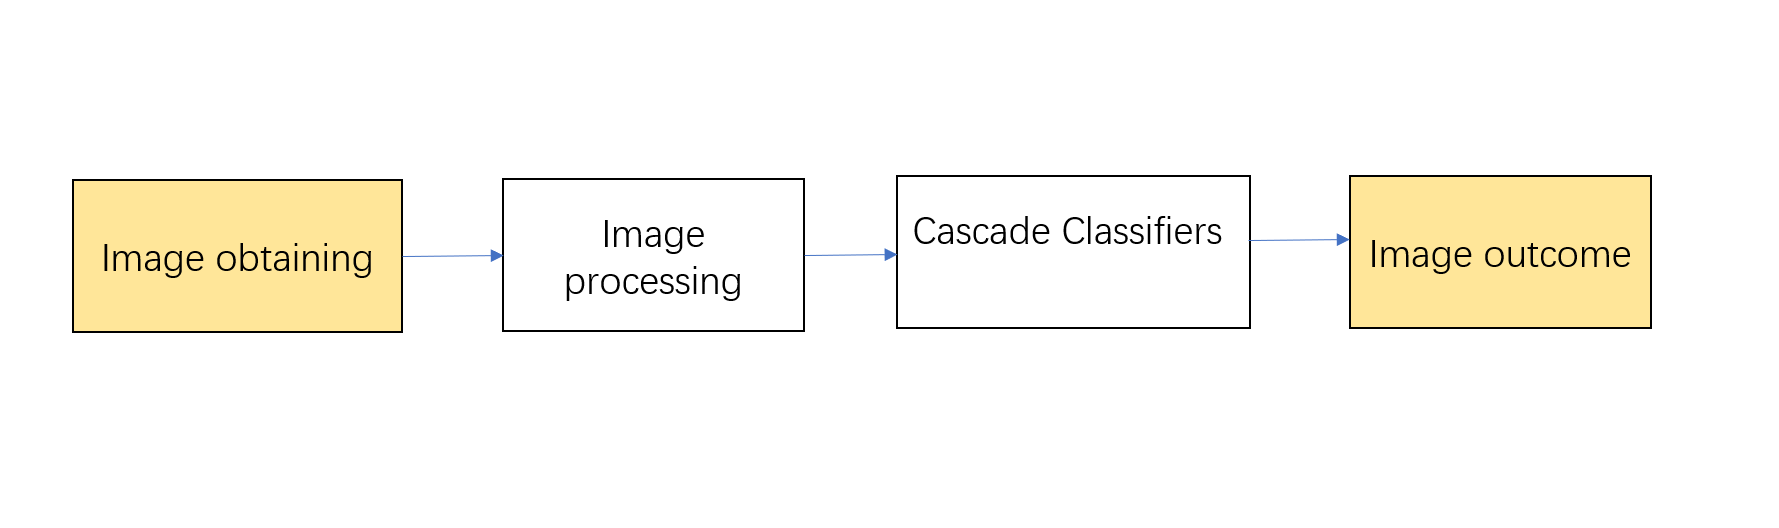 Image obtaining
Image
processing
Cascade Classifiers
Image outcome